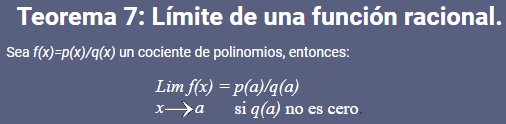 Teorema 7: Límite de una función racional.
Sea f(x)=p(x)/q(x) un cociente de polinomios, entonces:
Lim f(x) = p(a)/q(a)
x⟶a si q(a) no es cero